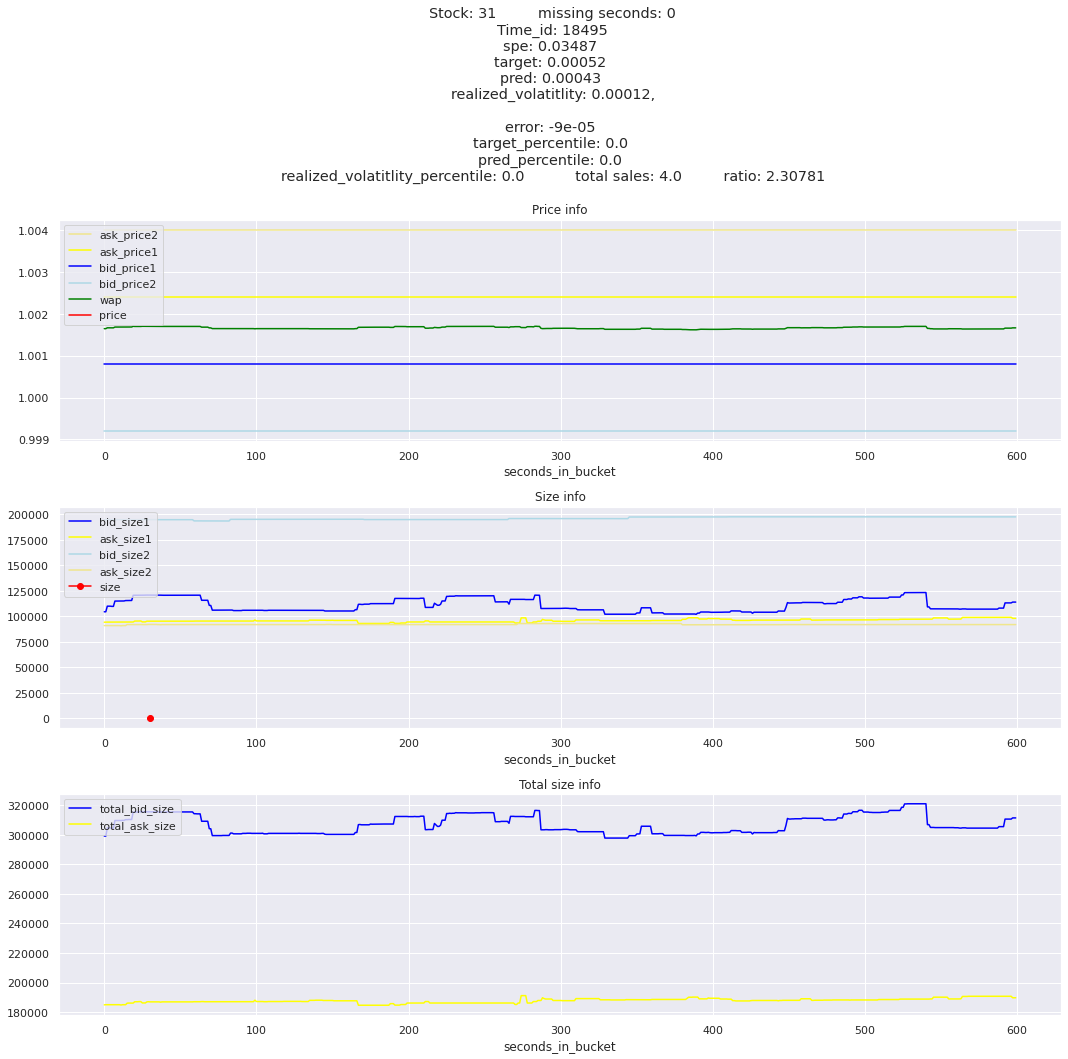 Stock: 31 missing seconds: 0
Time_id: 18495
spe: 0.03487
target: 0.00052
pred: 0.00043
realized_volatitlity: 0.00012,
error: -9e-05
target_percentile: 0.0
pred_percentile: 0.0
realized_volatitlity_percentile: 0.0 total sales: 4.0 ratio: 2.30781
Price info
1.004
1.003
1.002
1.001
1.000
0.999
ask_price2
ask_price1
bid_price1
bid_price2
wap
price
0 100 200 300 400 500 600
seconds_in_bucket
Size info
200000
175000
150000
125000
100000
75000
50000
25000
0
bid_size1
ask_size1
bid_size2
ask_size2
size
0 100 200 300 400 500 600
seconds_in_bucket
Total size info
320000
300000
280000
260000
240000
220000
200000
180000
total_bid_size
total_ask_size
0 100 200 300 400 500 600
seconds_in_bucket